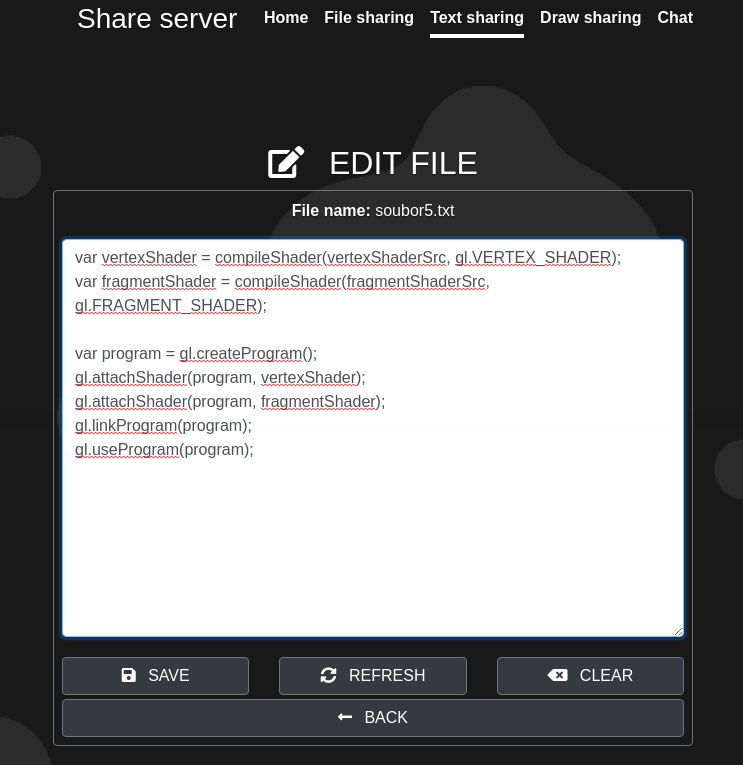 Share server
Home File sharing Text sharing Draw sharing Chat
EDIT FILE
File name: soubor5.txt
var vertexShader = compileShader(vertexShaderSrc, gl.VERTEX_SHADER);
var fragmentShader = compileShader(fragmentShaderSrc,
gl.FRAGMENT_SHADER);
var program = gl.createProgram();
gl.attachShader(program, vertexShader);
gl.attachShader(program, fragmentShader);
gl.linkProgram(program);
gl.useProgram(program);
SAVE REFRESH CLEAR
BACK